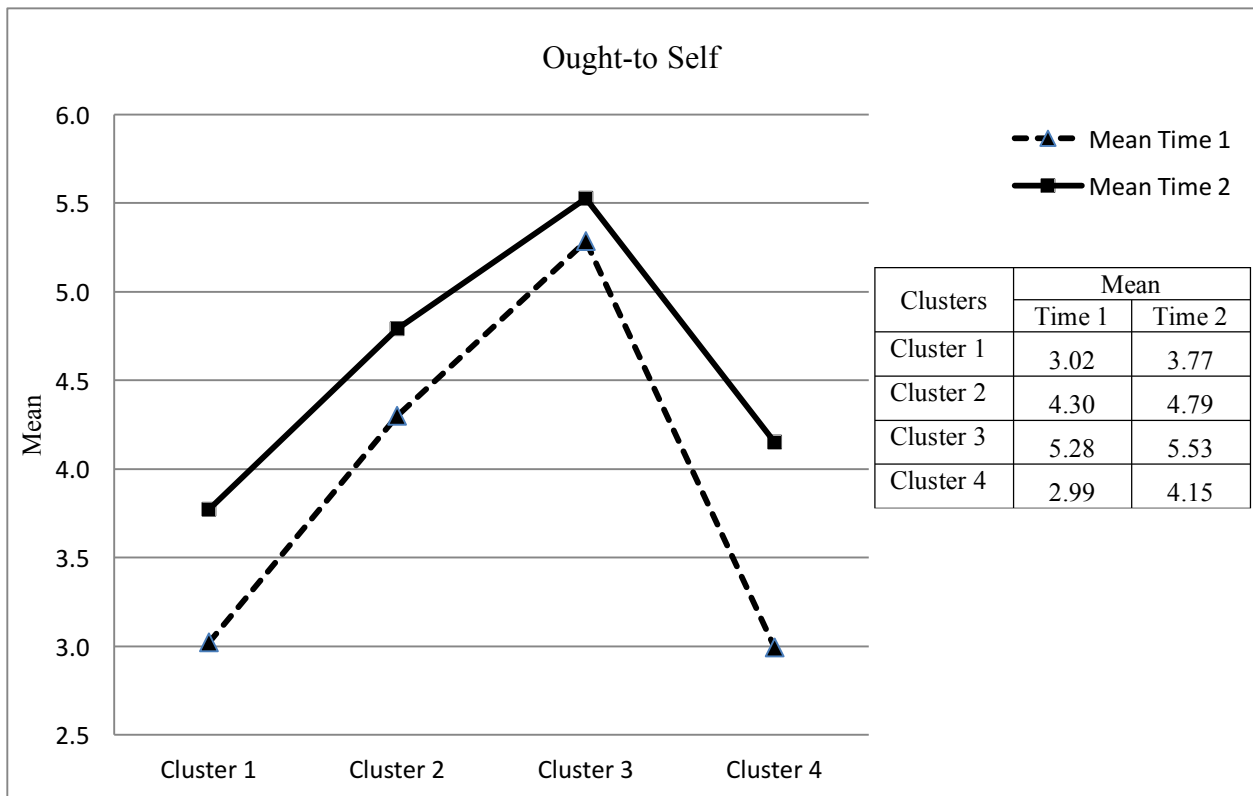 Ought-to Self
6.0
5.5
5.0
4.5
4.0
3.5
3.0
2.5
Mean
Cluster 1 Cluster 2 Cluster 3 Cluster 4
Mean Time 1
Mean Time 2
Clusters Mean
Time 1 Time 2
Cluster 1 3.02 3.77
Cluster 2 4.30 4.79
Cluster 3 5.28 5.53
Cluster 4 2.99 4.15